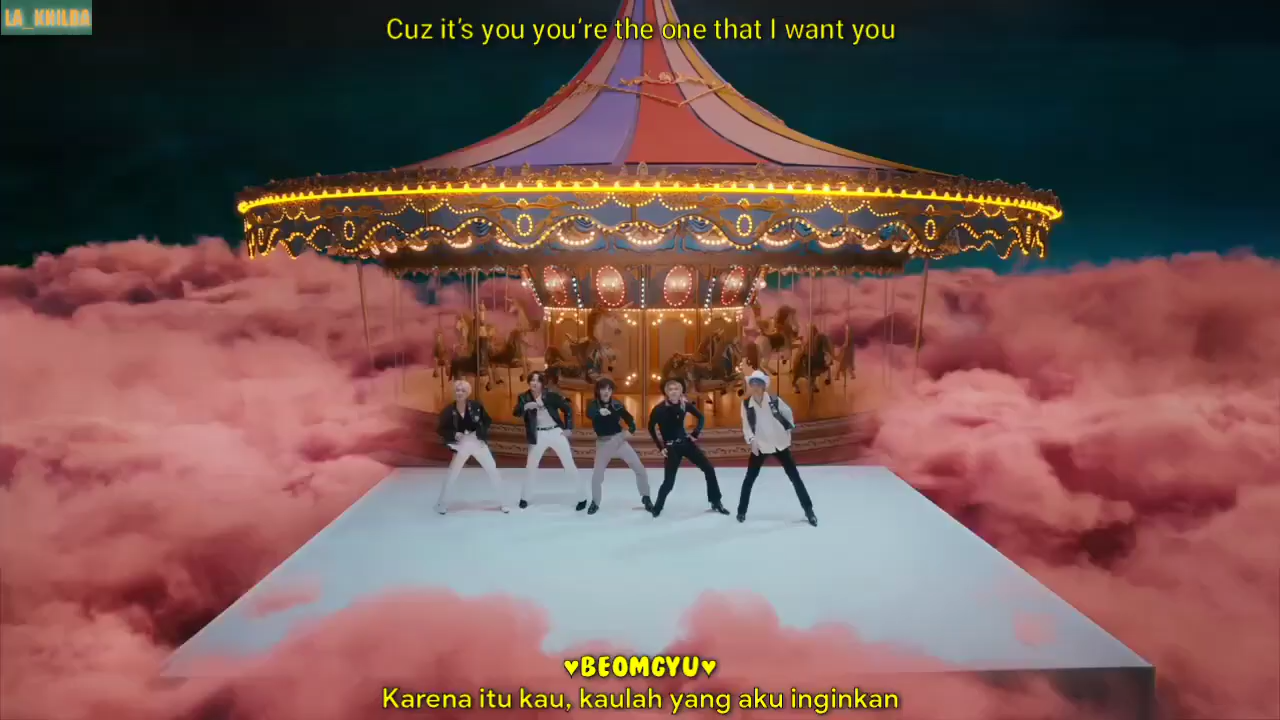 LA_KHILDA
Cuz it's you you're the one that I want you
♥BEOMGYU♥
Karena itu kau, kaulah yang aku inginkan